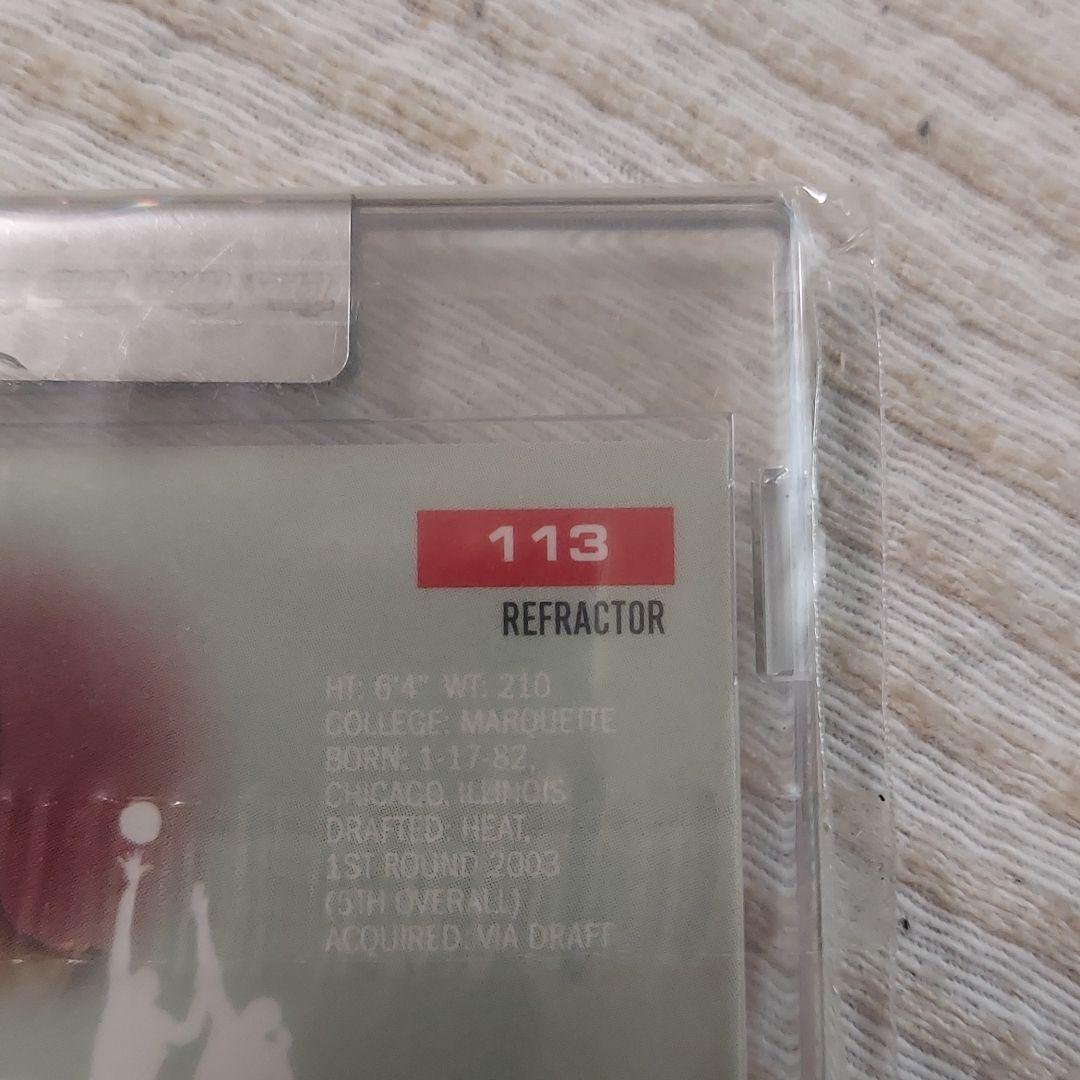 113
REFRACTOR
HT: 6'4" WT: 210
COLLEGE: MARQUETTE
BORN: 1-17-82,
CHICAGO, ILLINOIS
DRAFTED: HEAT,
1ST ROUND 2003
(5TH OVERALL)
ACQUIRED: VIA DRAFT